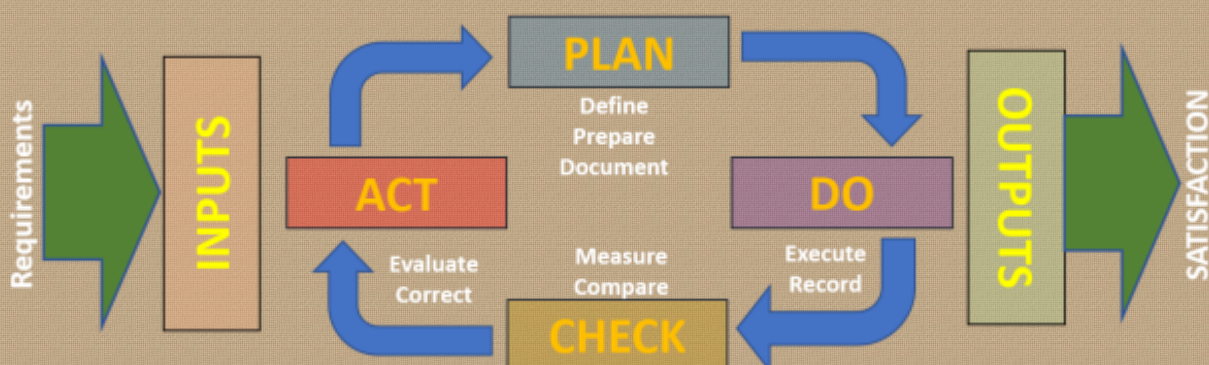 Requirements
INPUTS
PLAN
Define
Prepare
Document
ACT
DO
Evaluate
Correct
Measure
Compare
Execute
Record
CHECK
OUTPUTS
SATISFACTION